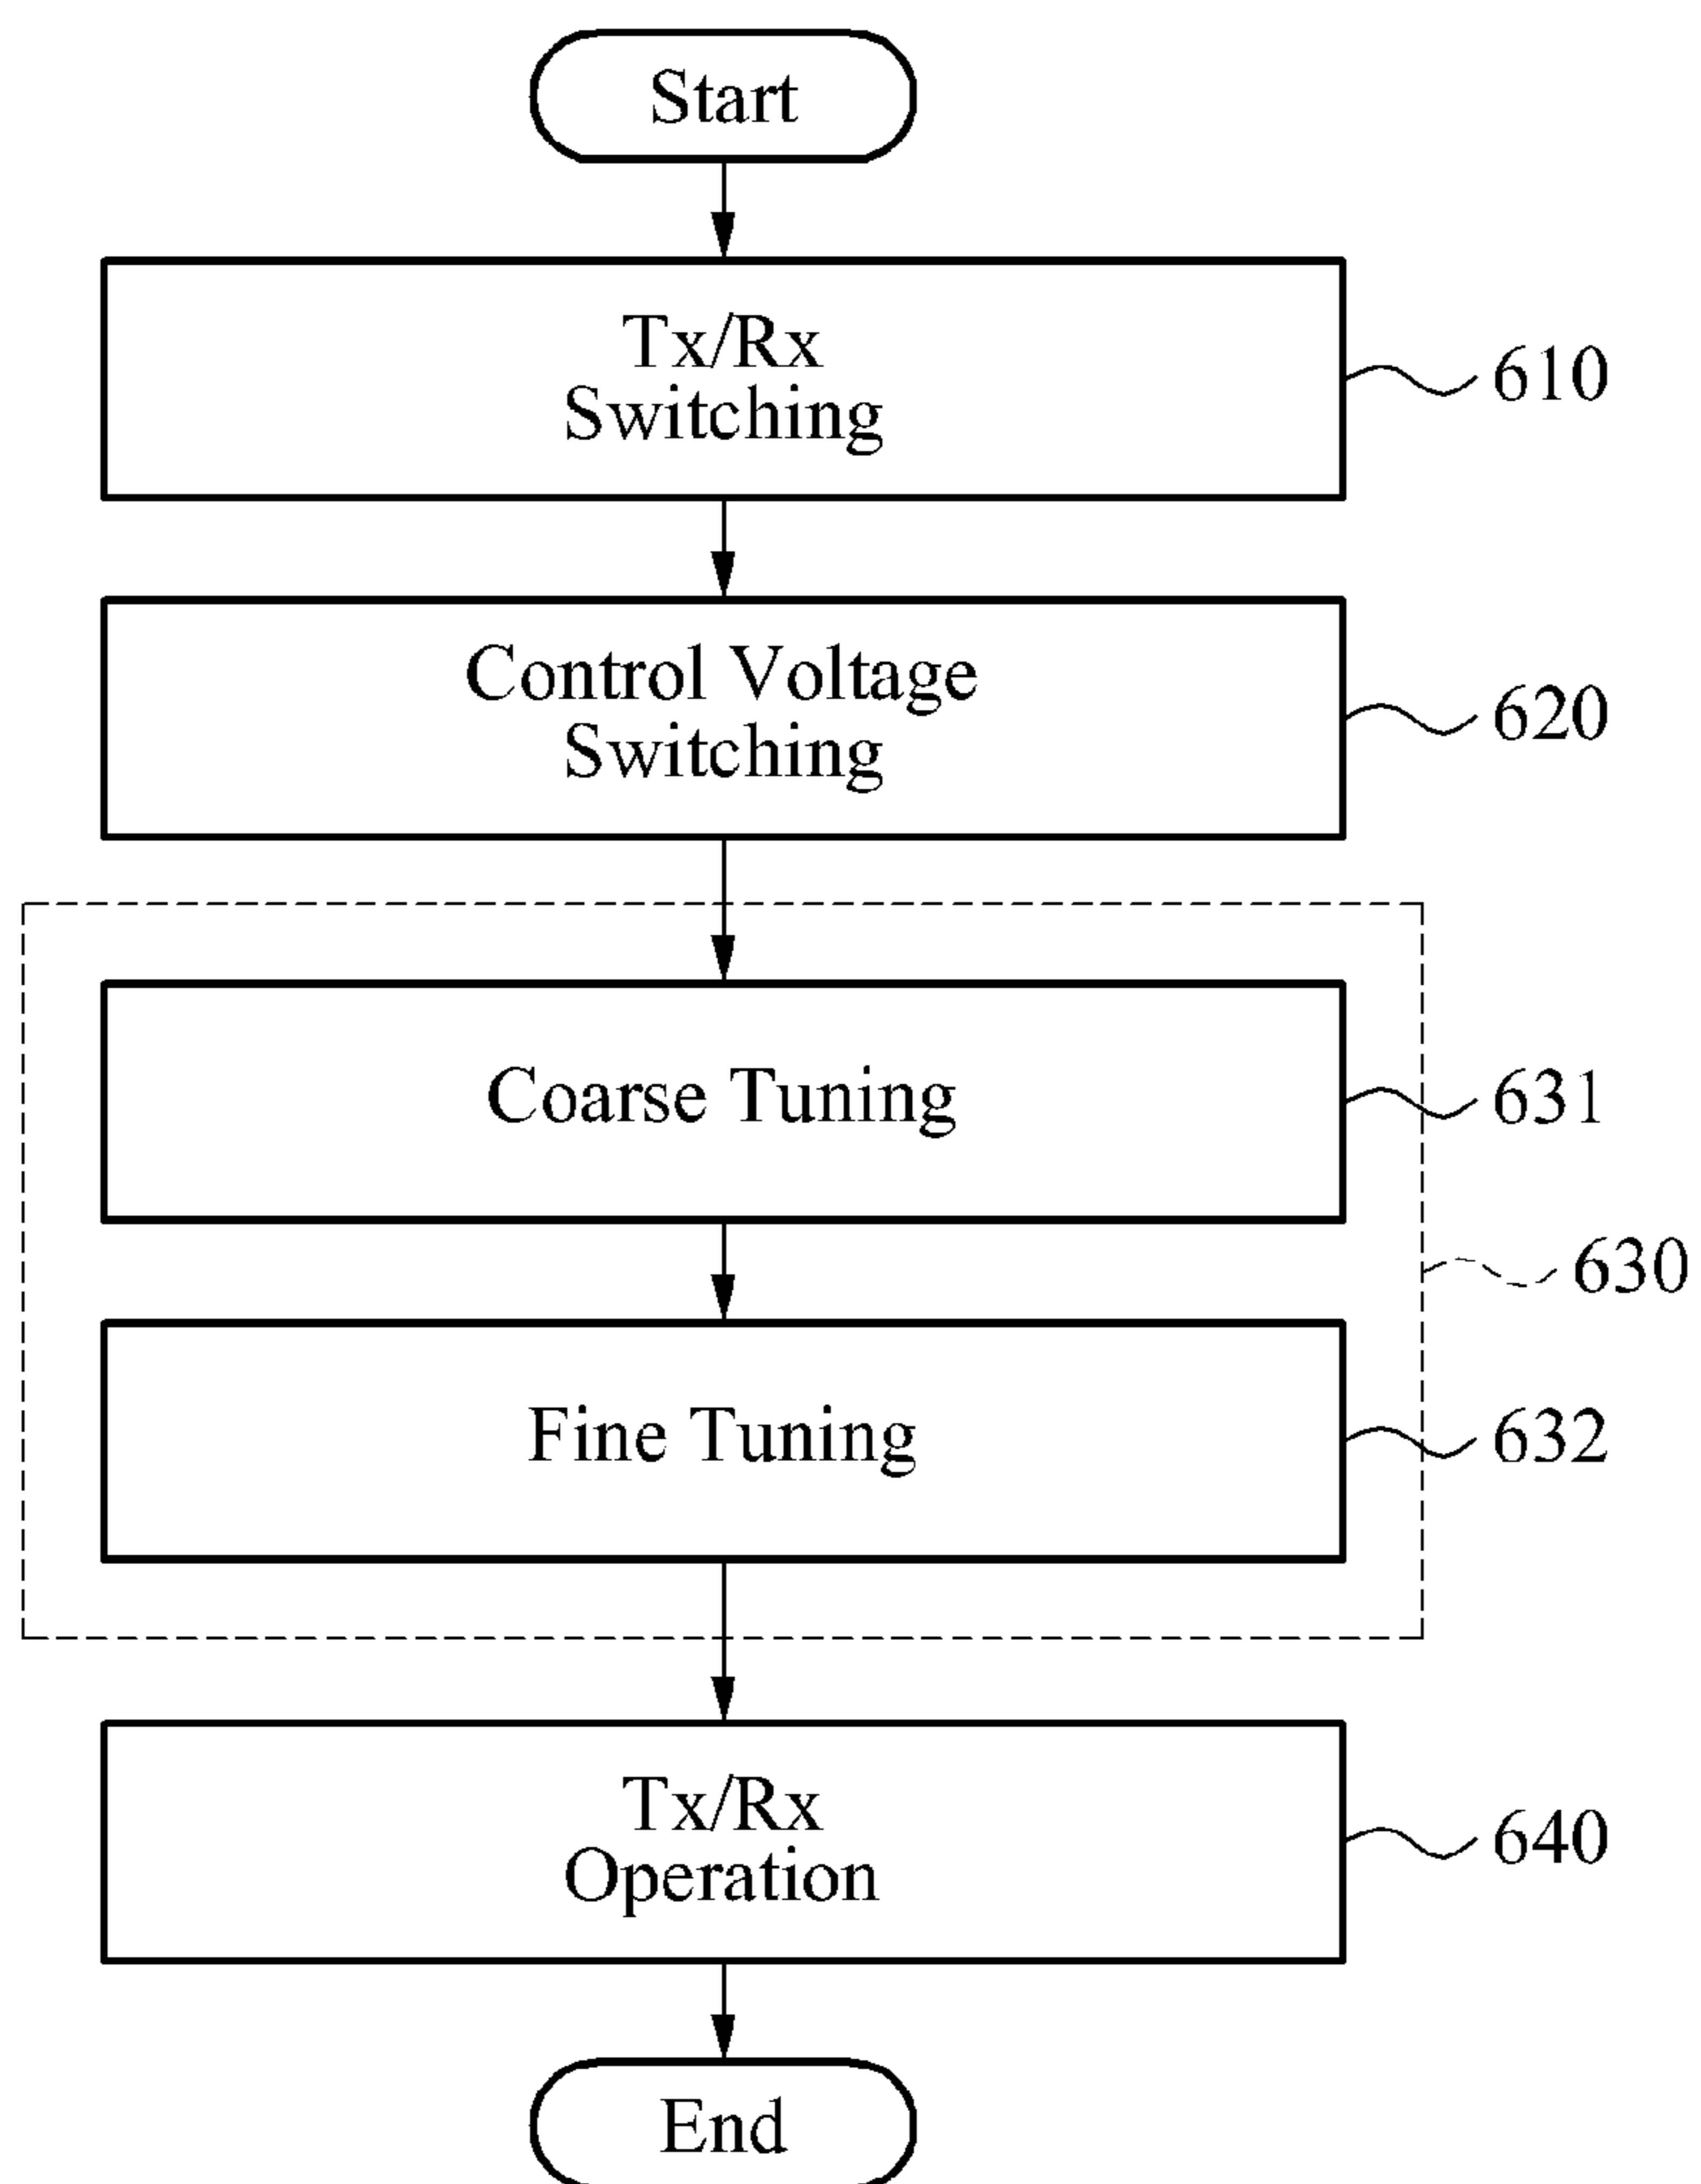 Start
Tx/Rx
Switching
610
Control Voltage
Switching
620
Coarse Tuning
631
630
Fine Tuning
632
Tx/Rx
Operation
640
End